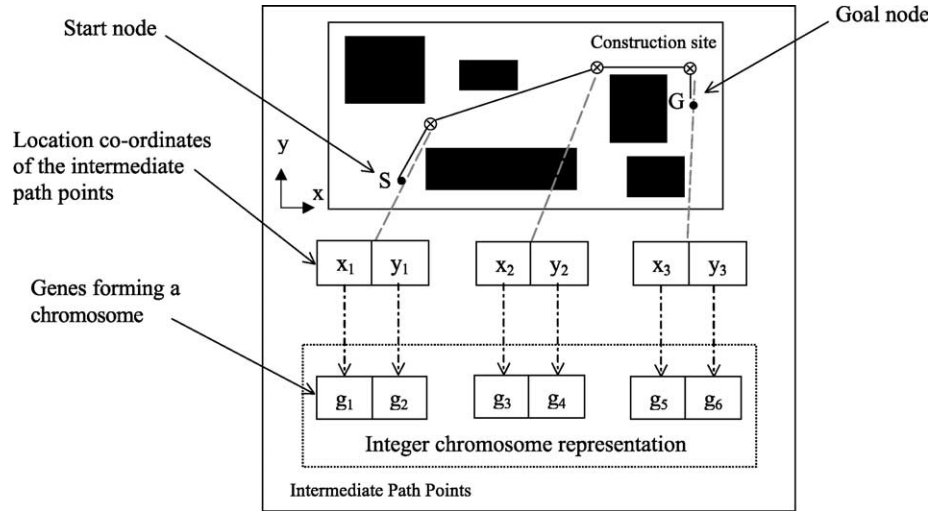 Start node
Goal node
Construction site
Location co-ordinates
of the intermediate
path points
y
x
S
G
x₁ y₁ x₂ y₂ x₃ y₃
Genes forming a
chromosome
g₁ g₂ g₃ g₄ g₅ g₆
Integer chromosome representation
Intermediate Path Points